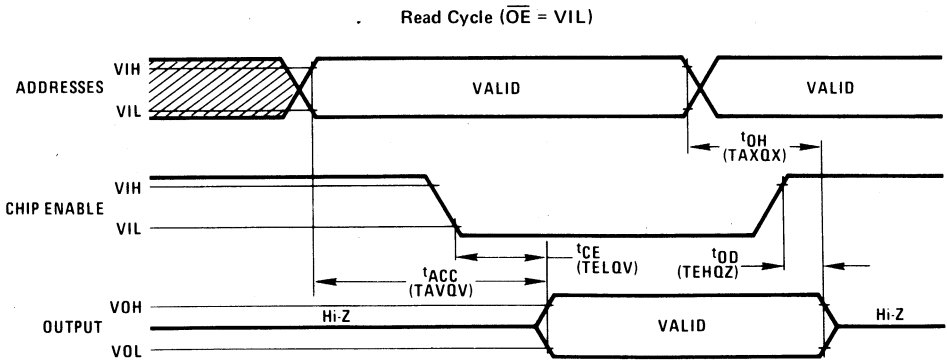 Read Cycle (OE = VIL)
ADDRESSES
VIH
VIL
VALID
VALID
tOH
(TAXQX)
CHIP ENABLE
VIH
VIL
tCE
(TELQV)
tOD
(TEHQZ)
tACC
(TAVQV)
OUTPUT
VOH
VOL
Hi-Z
VALID
Hi-Z